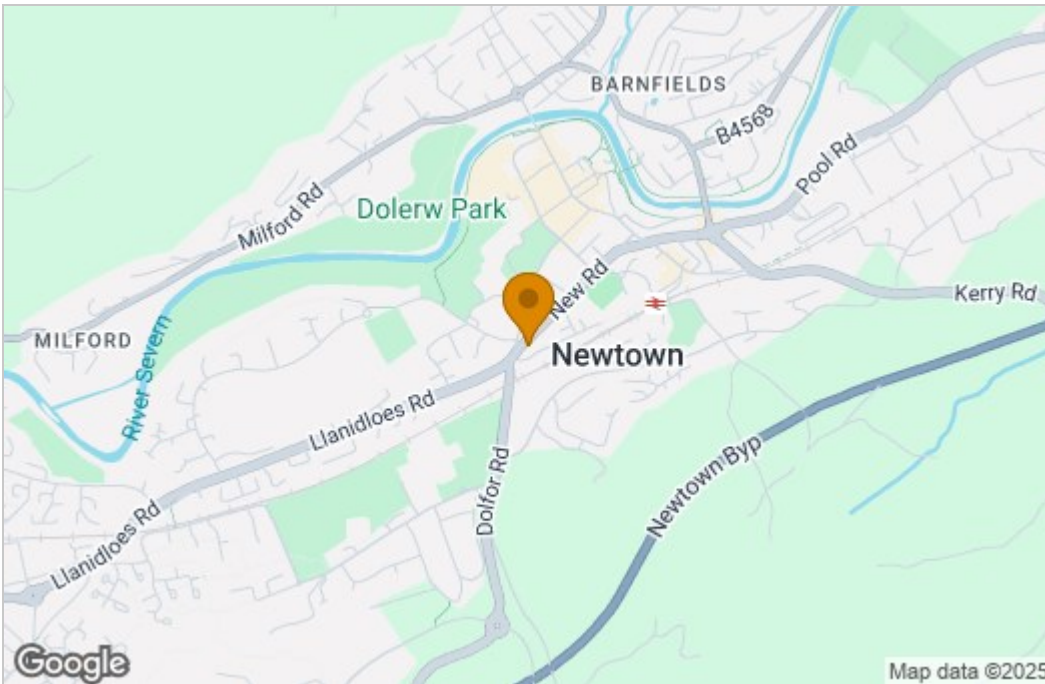 BARNFIELDS
B4568
Pool Rd
Dolerw Park
Milford Rd
New Rd
Kerry Rd
MILFORD
River Severn
Newtown
Llanidloes Rd
Newtown Byp
Dolfor Rd
Llanidloes Rd
Google
Map data ©2025